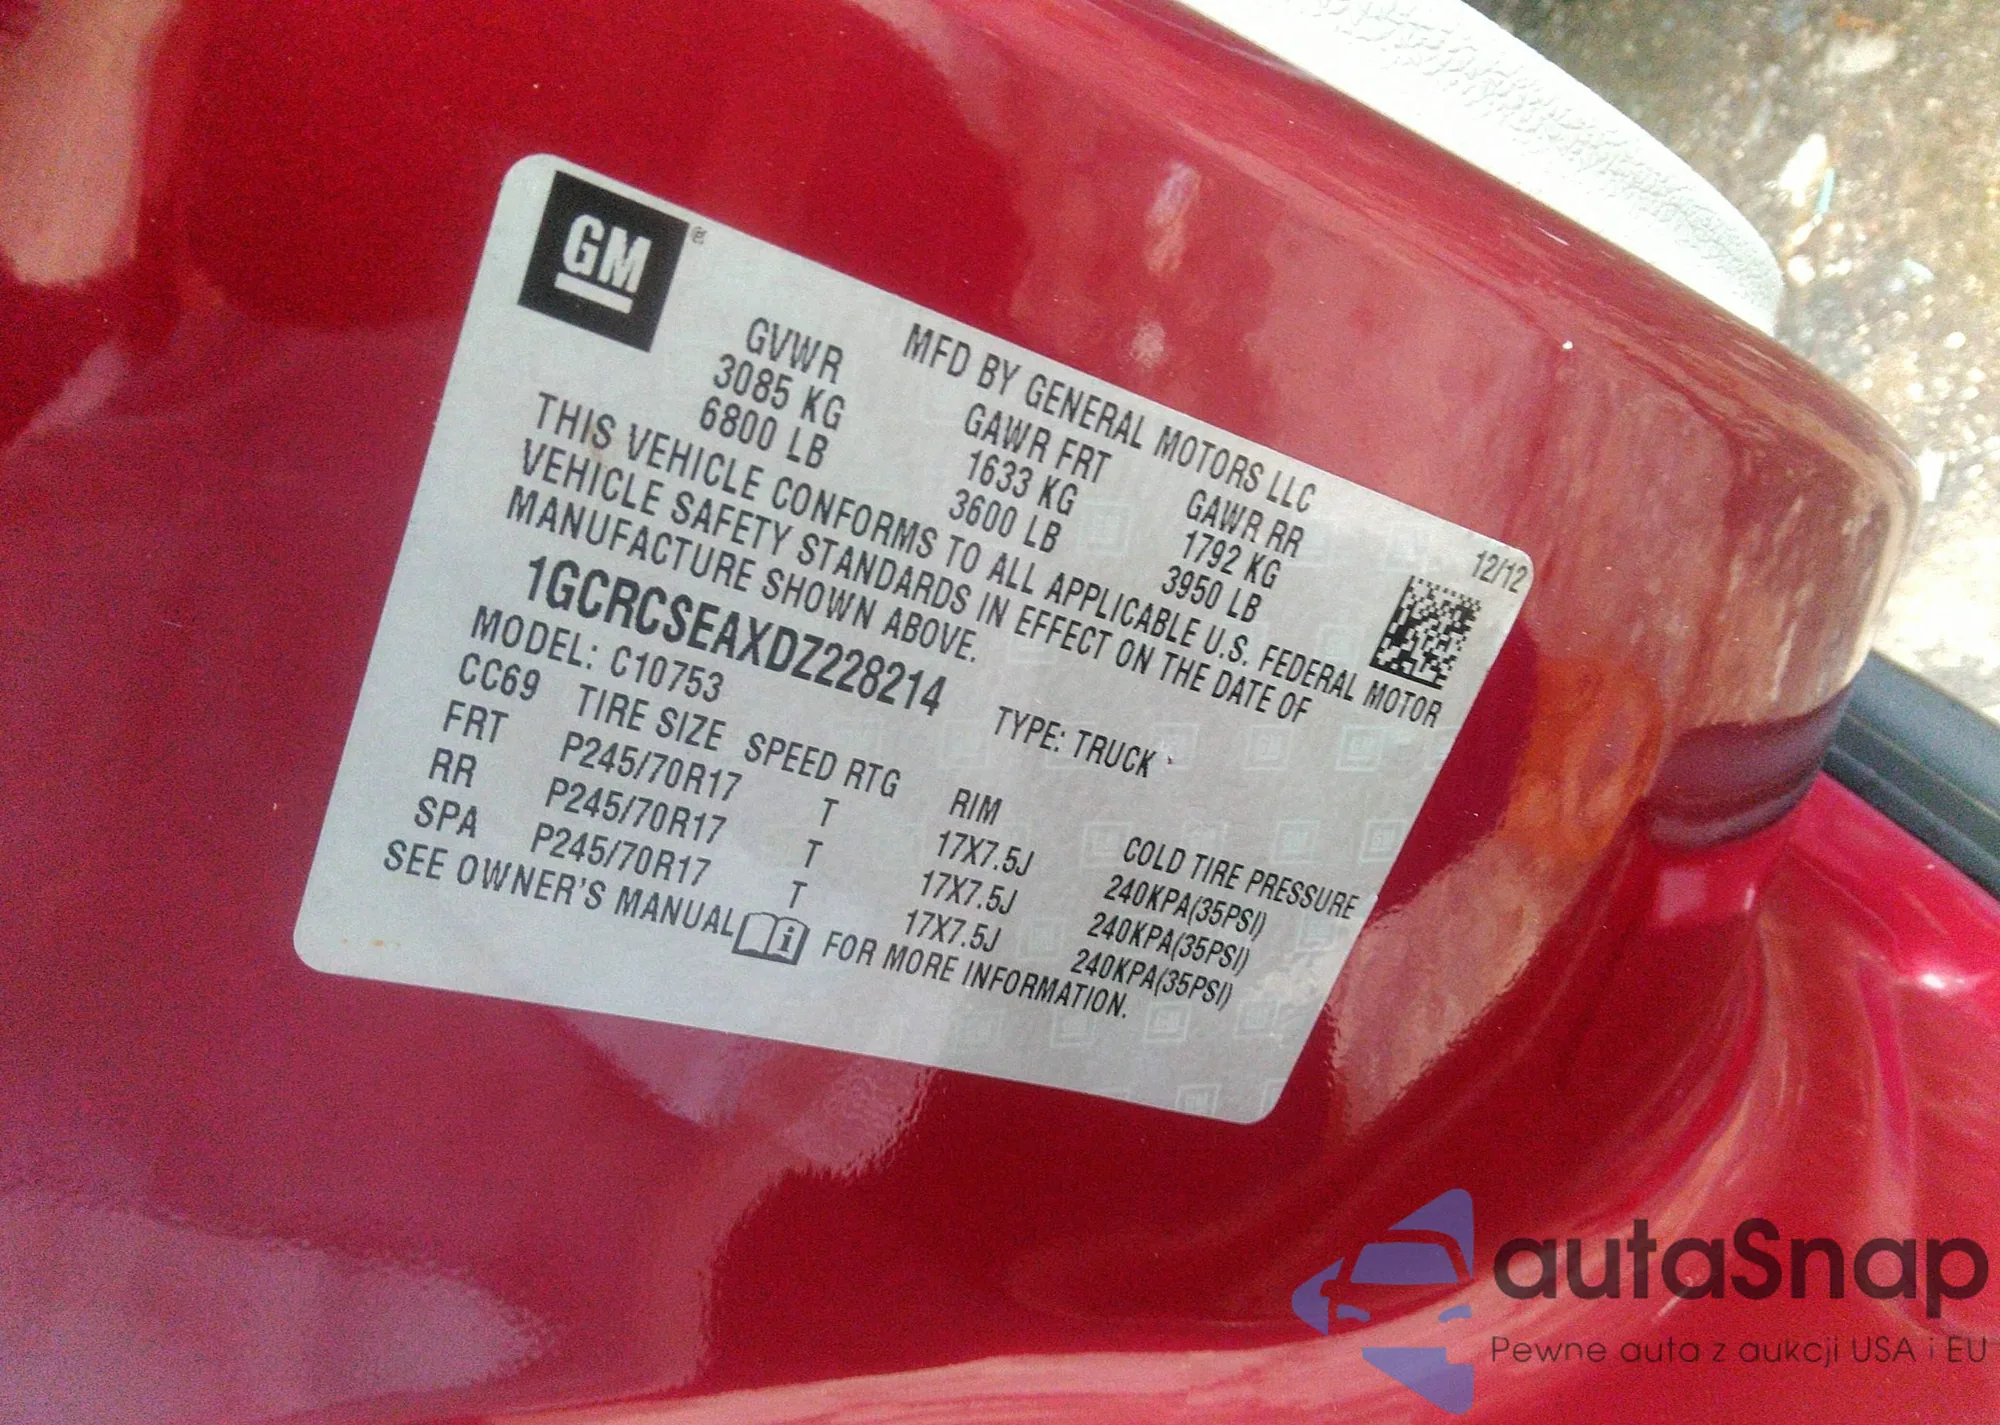 GM ®
MFD BY GENERAL MOTORS LLC
12/12
GVWR GAWR FRT GAWR RR
3085 KG 1633 KG 1792 KG
6800 LB 3600 LB 3950 LB
THIS VEHICLE CONFORMS TO ALL APPLICABLE U.S. FEDERAL MOTOR
VEHICLE SAFETY STANDARDS IN EFFECT ON THE DATE OF
MANUFACTURE SHOWN ABOVE.
1GCRCSEAXDZ228214 TYPE: TRUCK
MODEL: C10753
CC69 TIRE SIZE SPEED RTG RIM COLD TIRE PRESSURE
FRT P245/70R17 T 17X7.5J 240KPA(35PSI)
RR P245/70R17 T 17X7.5J 240KPA(35PSI)
SPA P245/70R17 T 17X7.5J 240KPA(35PSI)
SEE OWNER'S MANUAL FOR MORE INFORMATION.
autaSnap
Pewne auta z aukcji USA i EU